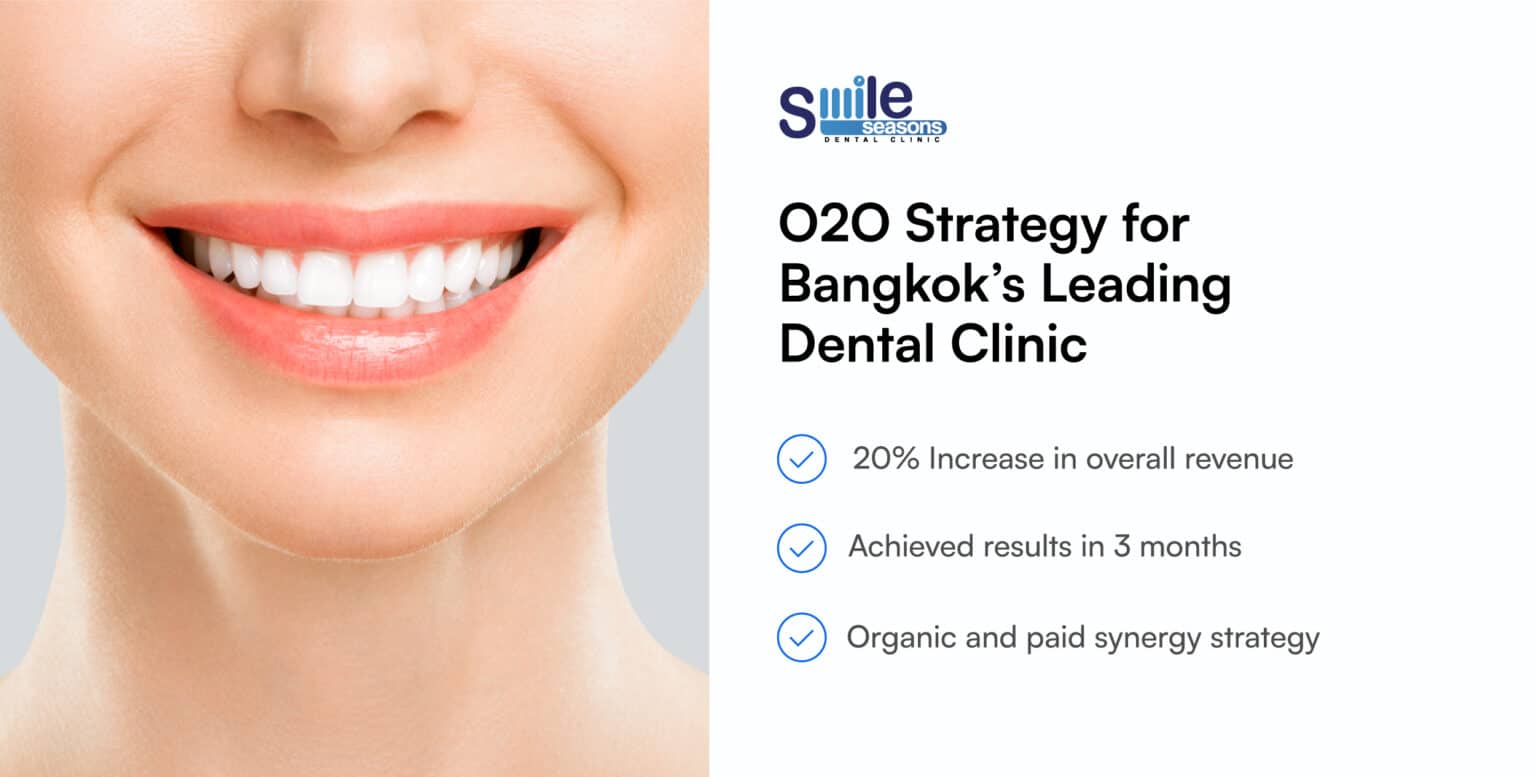 Smile
seasons
DENTAL CLINIC
O2O Strategy for
Bangkok’s Leading
Dental Clinic
20% Increase in overall revenue
Achieved results in 3 months
Organic and paid synergy strategy